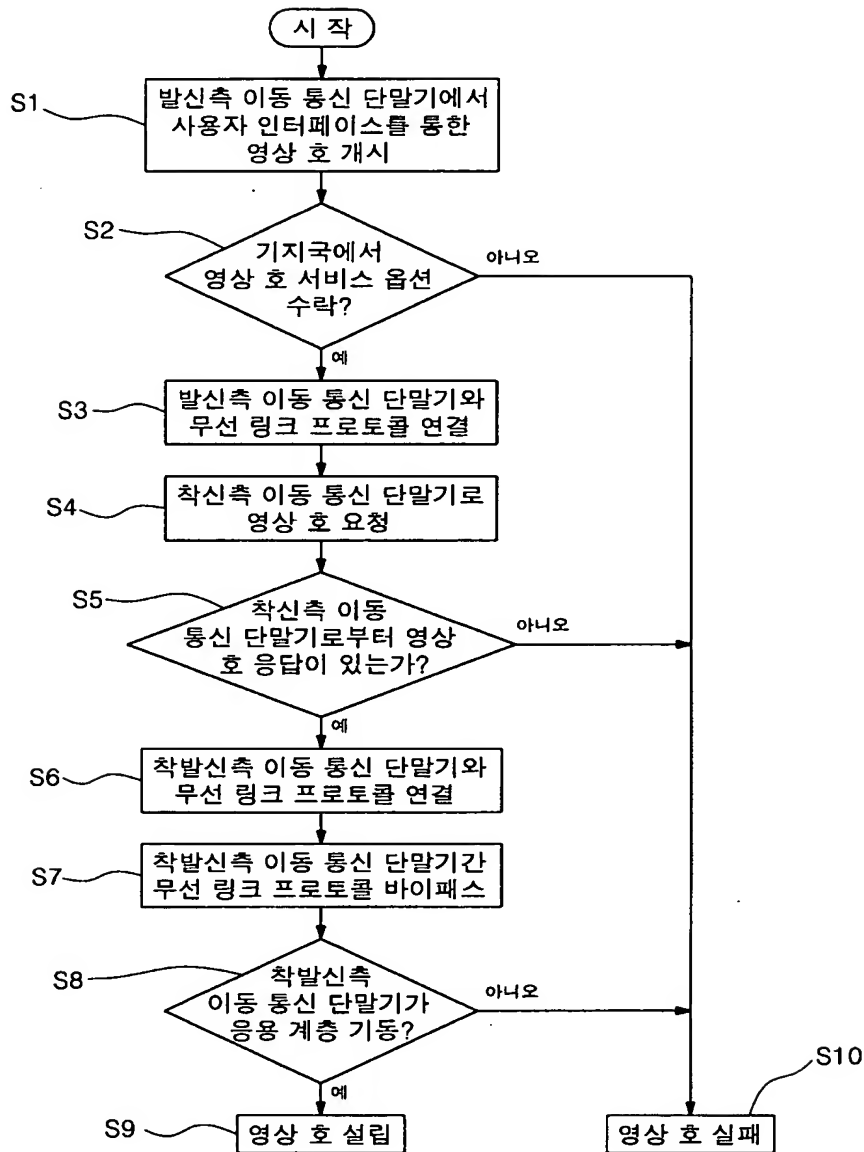 시 작
S1
발신측 이동 통신 단말기에서
사용자 인터페이스를 통한
영상 호 개시
S2
기지국에서
영상 호 서비스 옵션
수락?
아니오
예
S3
발신측 이동 통신 단말기와
무선 링크 프로토콜 연결
S4
착신측 이동 통신 단말기로
영상 호 요청
S5
착신측 이동
통신 단말기로부터 영상
호 응답이 있는가?
아니오
예
S6
착발신측 이동 통신 단말기와
무선 링크 프로토콜 연결
S7
착발신측 이동 통신 단말기간
무선 링크 프로토콜 바이패스
S8
착발신측
이동 통신 단말기가
응용 계층 기동?
아니오
예
S9
영상 호 설립
S10
영상 호 실패